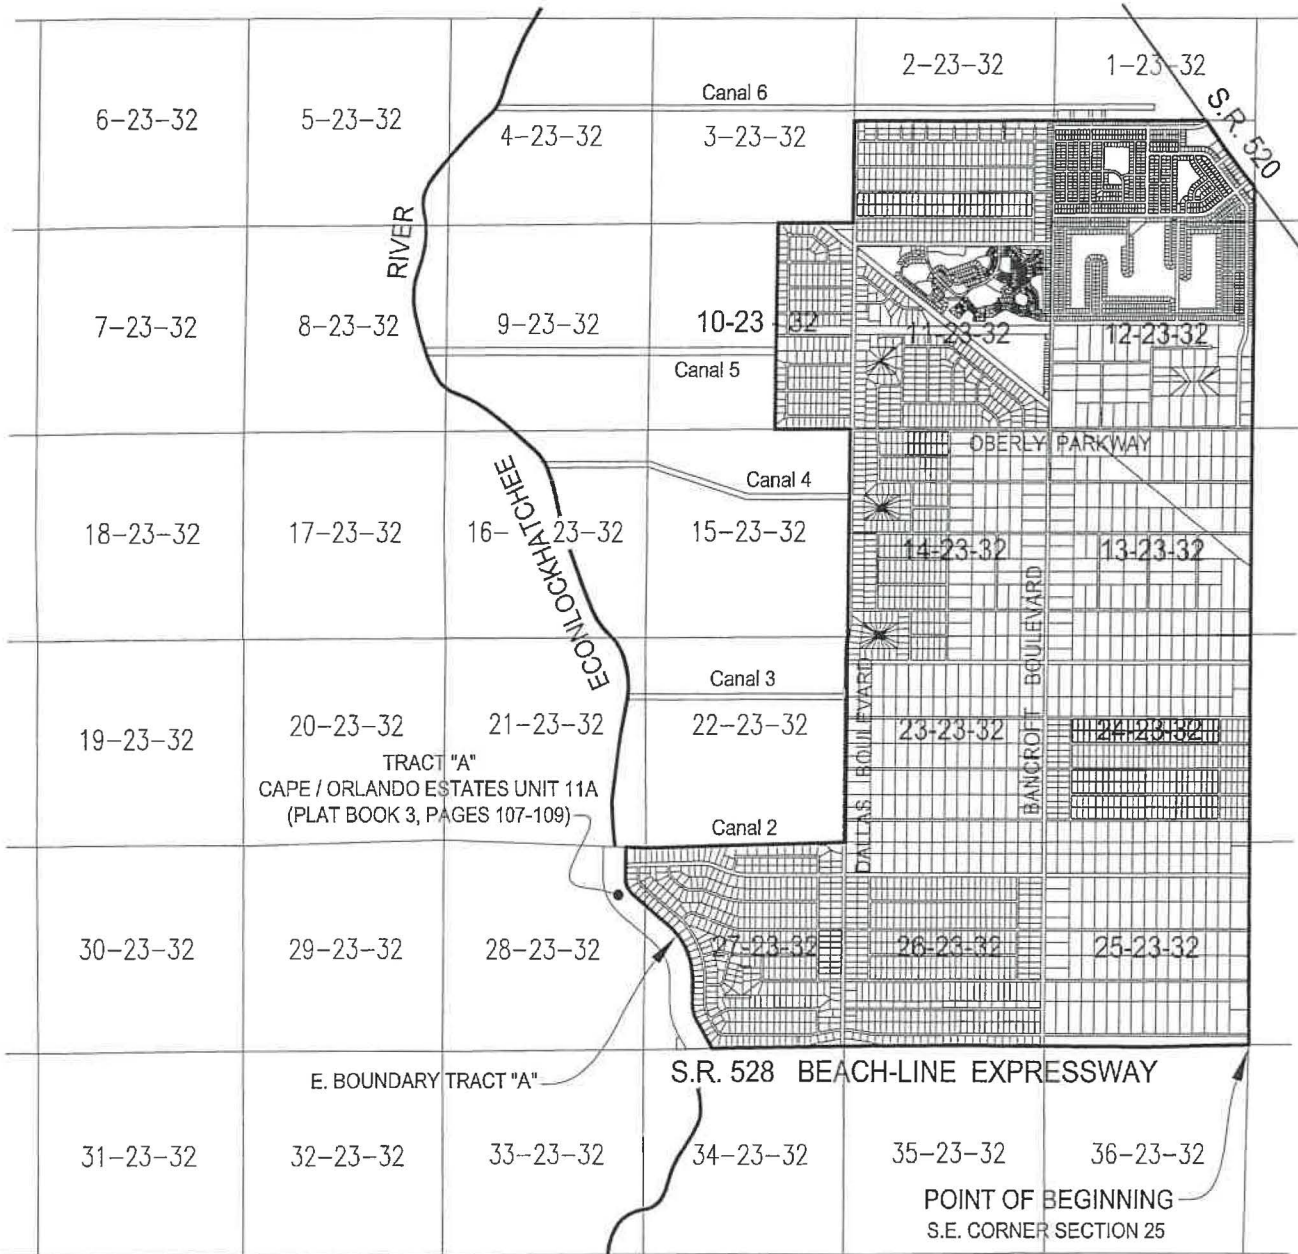 2-23-32
1-23-32
S.R. 520
6-23-32
5-23-32
Canal 6
4-23-32
3-23-32
RIVER
7-23-32
8-23-32
9-23-32
10-23-32
11-23-32
12-23-32
Canal 5
OBERLY PARKWAY
Canal 4
ECONLOCKHATCHEE
18-23-32
17-23-32
16-23-32
15-23-32
14-23-32
13-23-32
BANCROFT BOULEVARD
DALLAS BOULEVARD
Canal 3
19-23-32
20-23-32
21-23-32
22-23-32
23-23-32
24-23-32
TRACT "A"
CAPE / ORLANDO ESTATES UNIT 11A
(PLAT BOOK 3, PAGES 107-109)
Canal 2
30-23-32
29-23-32
28-23-32
27-23-32
26-23-32
25-23-32
E. BOUNDARY TRACT "A"
S.R. 528 BEACH-LINE EXPRESSWAY
31-23-32
32-23-32
33-23-32
34-23-32
35-23-32
36-23-32
POINT OF BEGINNING
S.E. CORNER SECTION 25